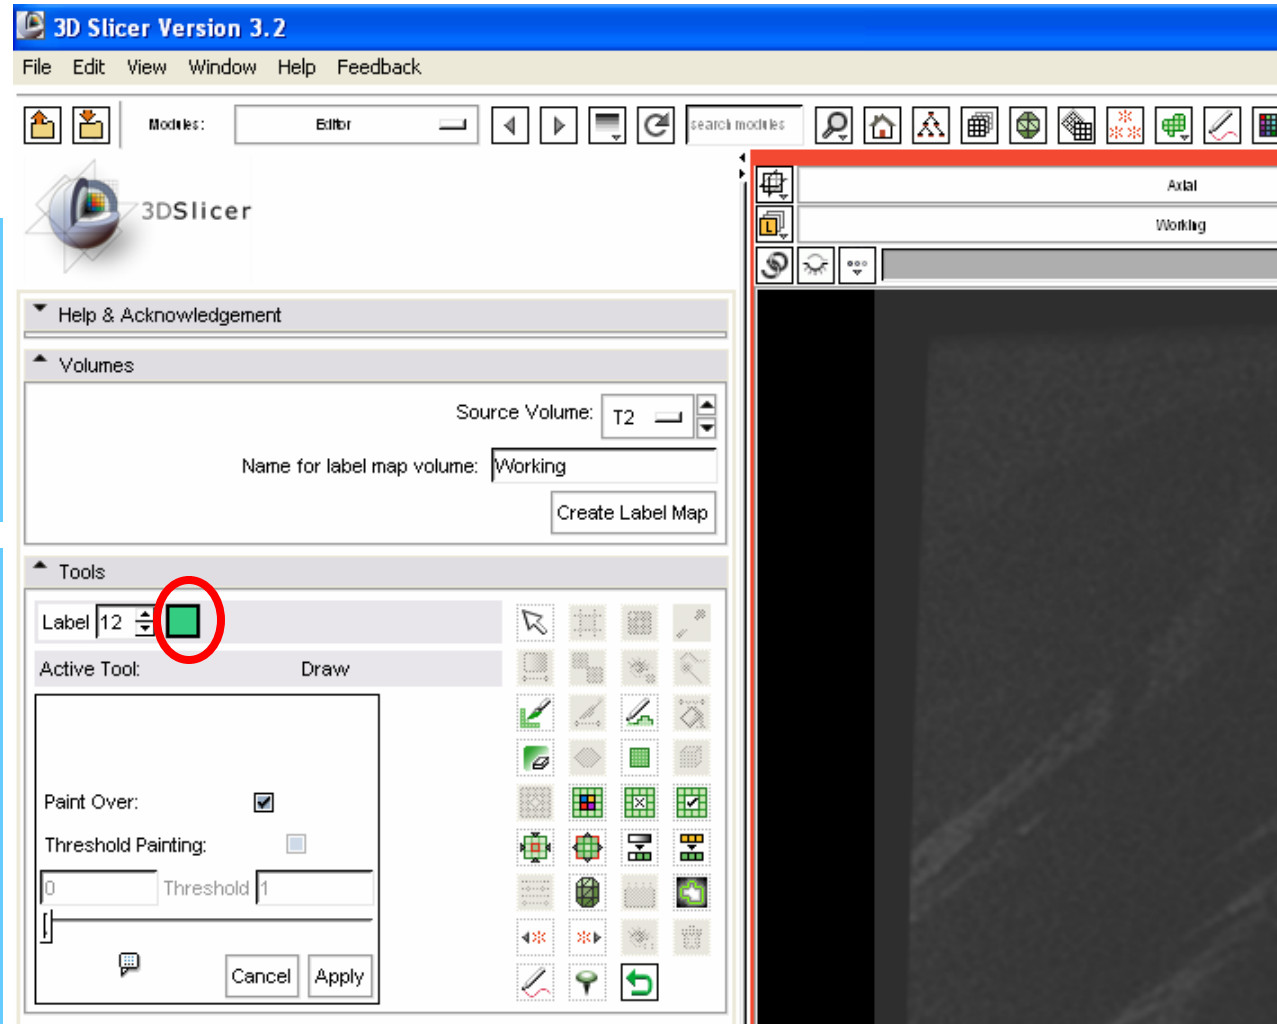 3D Slicer Version 3.2
File Edit View Window Help Feedback
Modules: Editor search modules
3DSlicer
Axial
Working
L
Help & Acknowledgement
Volumes
Source Volume: T2
Name for label map volume: Working
Create Label Map
Tools
Label 12
Active Tool: Draw
Paint Over:
Threshold Painting:
0 Threshold 1
Cancel Apply